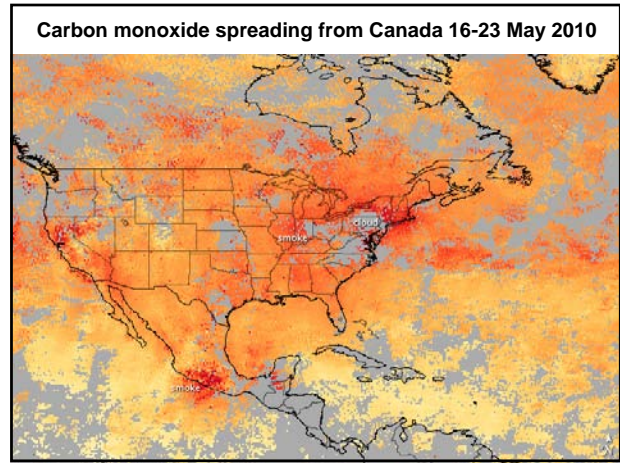 Carbon monoxide spreading from Canada 16-23 May 2010
cloud
smoke
smoke
N